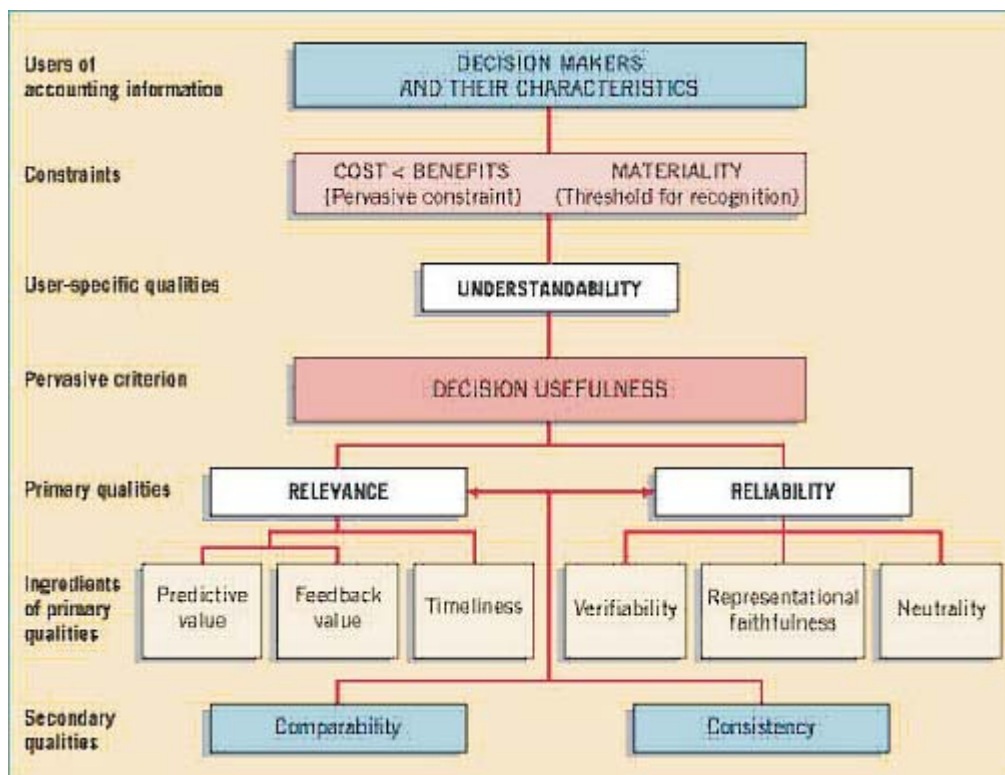 Users of
accounting information
DECISION MAKERS
AND THEIR CHARACTERISTICS
Constraints
COST < BENEFITS
(Pervasive constraint)
MATERIALITY
(Threshold for recognition)
User-specific qualities
UNDERSTANDABILITY
Pervasive criterion
DECISION USEFULNESS
Primary qualities
RELEVANCE
RELIABILITY
Ingredients
of primary
qualities
Predictive
value
Feedback
value
Timeliness
Verifiability
Representational
faithfulness
Neutrality
Secondary
qualities
Comparability
Consistency